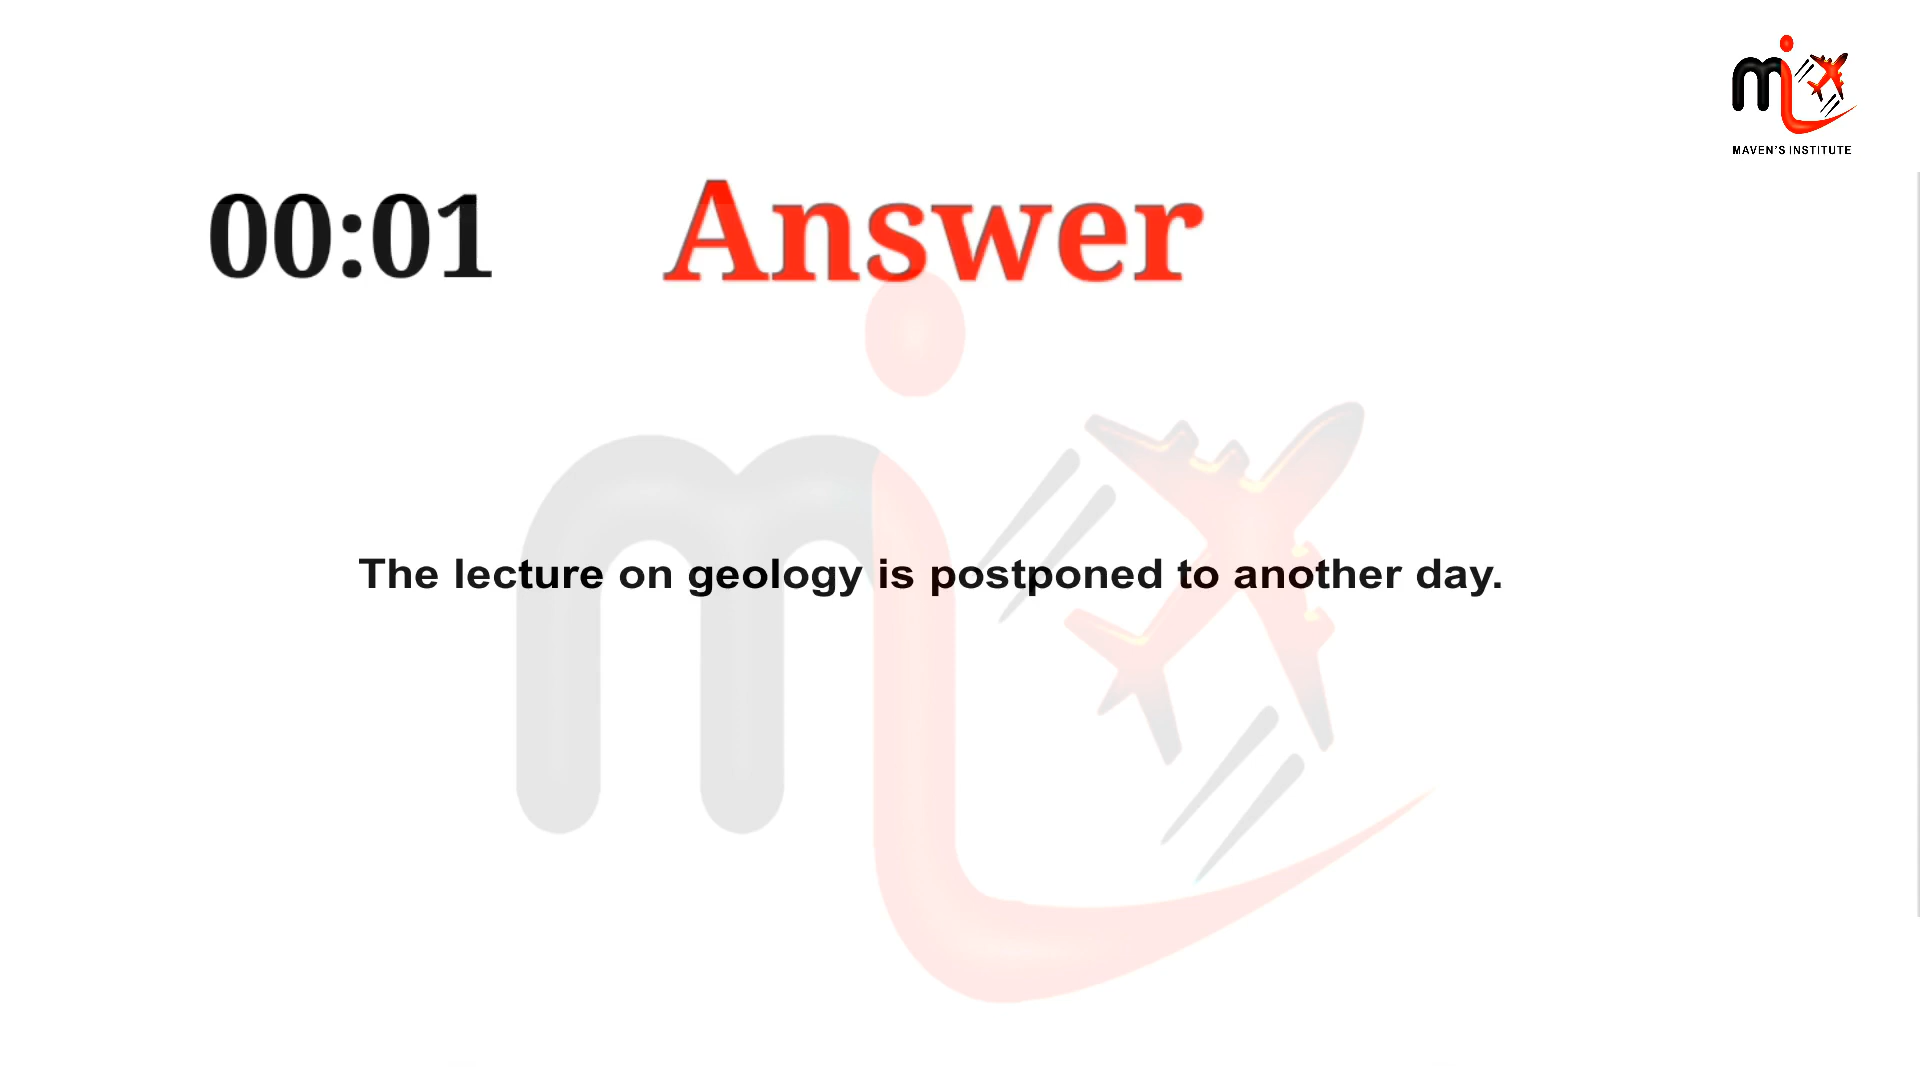 MAVEN'S INSTITUTE
00:01 Answer
The lecture on geology is postponed to another day.